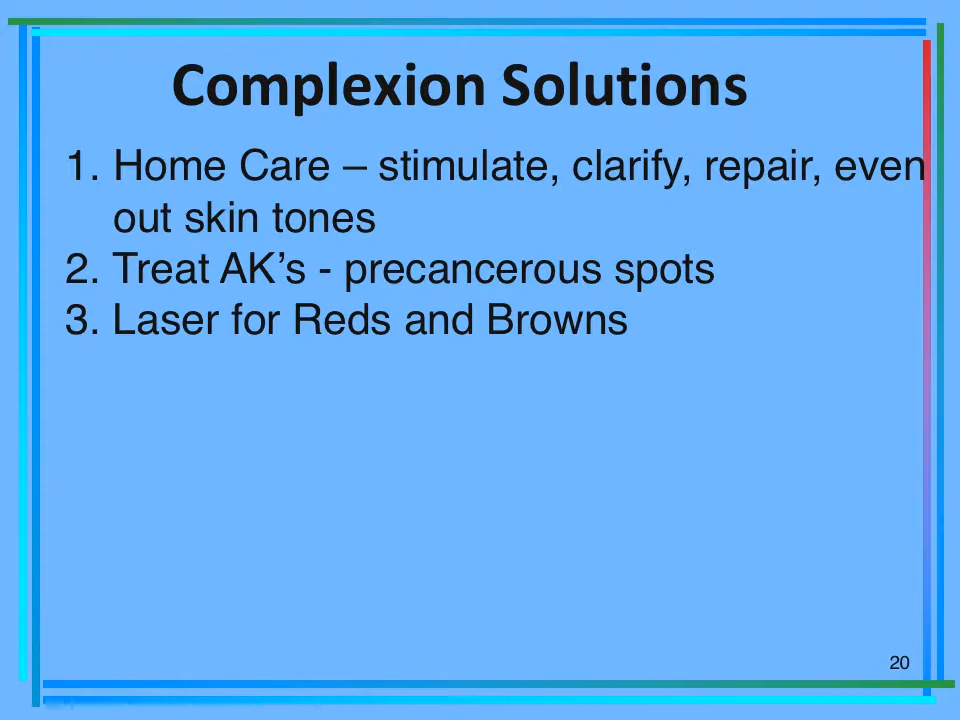 Complexion Solutions
1. Home Care – stimulate, clarify, repair, even
out skin tones
2. Treat AK’s - precancerous spots
3. Laser for Reds and Browns
20